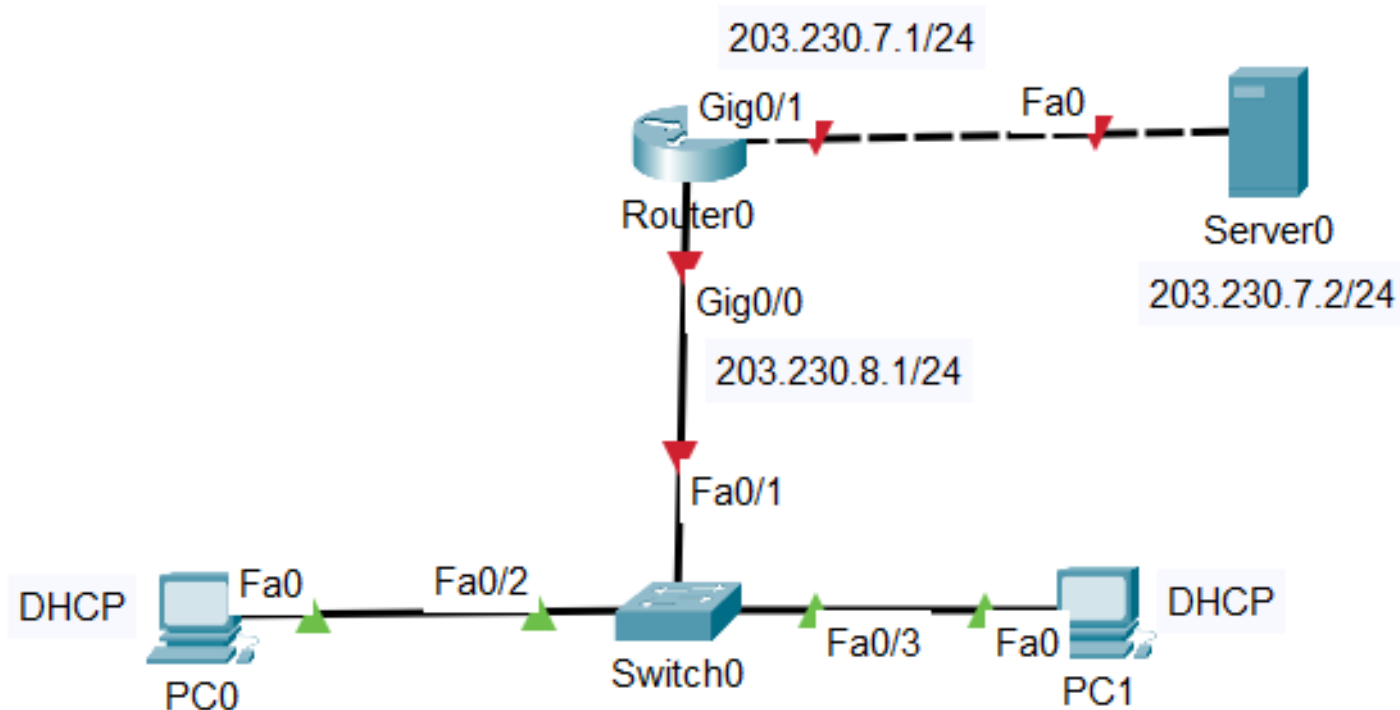 203.230.7.1/24
Gig0/1
Fa0
Router0
Server0
Gig0/0
203.230.7.2/24
203.230.8.1/24
Fa0/1
DHCP
Fa0
Fa0/2
DHCP
Fa0/3
Fa0
Switch0
PC0
PC1